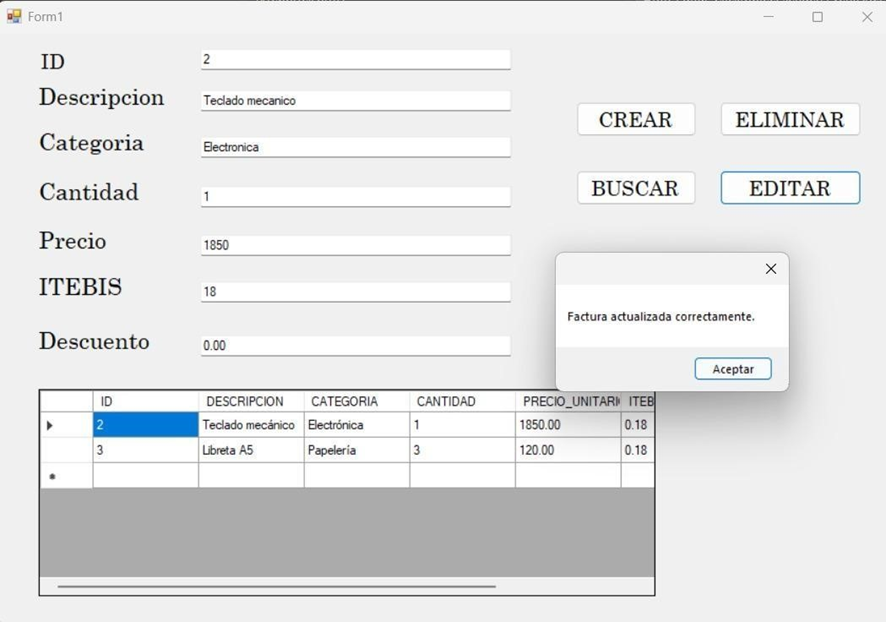 Form1
ID
2
Descripcion
Teclado mecanico
Categoria
Electronica
Cantidad
1
Precio
1850
ITEBIS
18
Descuento
0.00
CREAR ELIMINAR
BUSCAR EDITAR
Factura actualizada correctamente.
Aceptar
ID DESCRIPCION CATEGORIA CANTIDAD PRECIO_UNITARI ITEB
2 Teclado mecánico Electrónica 1 1850.00 0.18
3 Libreta A5 Papelería 3 120.00 0.18